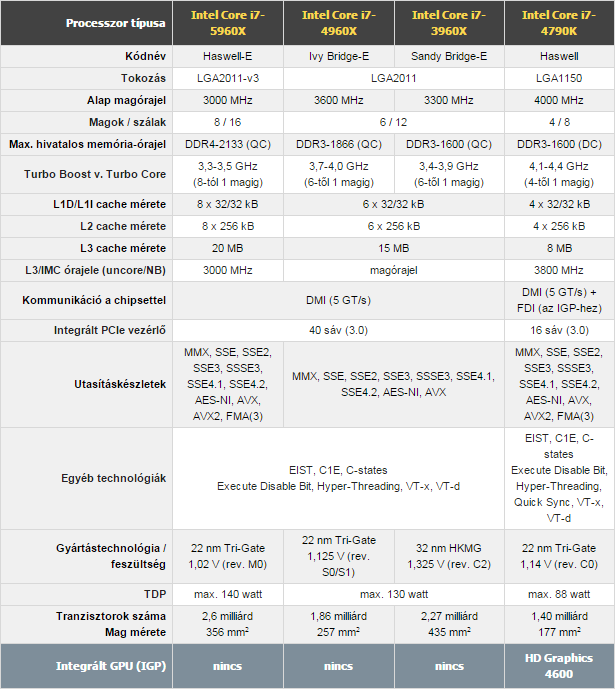 Processzor típusa
Intel Core i7-
5960X
Intel Core i7-
4960X
Intel Core i7-
3960X
Intel Core i7-
4790K
Kódnév
Haswell-E
Ivy Bridge-E
Sandy Bridge-E
Haswell
Tokozás
LGA2011-v3
LGA2011
LGA1150
Alap magórajel
3000 MHz
3600 MHz
3300 MHz
4000 MHz
Magok / szálak
8 / 16
6 / 12
4 / 8
Max. hivatalos memória-órajel
DDR4-2133 (QC)
DDR3-1866 (QC)
DDR3-1600 (QC)
DDR3-1600 (DC)
Turbo Boost v. Turbo Core
3,3-3,5 GHz
(8-tól 1 magig)
3,7-4,0 GHz
(6-tól 1 magig)
3,4-3,9 GHz
(6-től 1 magig)
4,1-4,4 GHz
(4-től 1 magig)
L1D/L1I cache mérete
8 x 32/32 kB
6 x 32/32 kB
4 x 32/32 kB
L2 cache mérete
8 x 256 kB
6 x 256 kB
4 x 256 kB
L3 cache mérete
20 MB
15 MB
8 MB
L3/IMC órajele (uncore/NB)
3000 MHz
magórajel
3800 MHz
Kommunikáció a chipsettel
DMI (5 GT/s)
DMI (5 GT/s) +
FDI (az IGP-hez)
Integrált PCIe vezérlő
40 sáv (3.0)
16 sáv (3.0)
Utasításkészletek
MMX, SSE, SSE2,
SSE3, SSSE3,
SSE4.1, SSE4.2,
AES-NI, AVX,
AVX2, FMA(3)
MMX, SSE, SSE2, SSE3, SSSE3, SSE4.1,
SSE4.2, AES-NI, AVX
MMX, SSE, SSE2,
SSE3, SSSE3,
SSE4.1, SSE4.2,
AES-NI, AVX,
AVX2, FMA(3)
Egyéb technológiák
EIST, C1E, C-states
Execute Disable Bit, Hyper-Threading, VT-x, VT-d
EIST, C1E, C-
states
Execute Disable Bit,
Hyper-Threading,
Quick Sync, VT-x,
VT-d
Gyártástechnológia /
feszültség
22 nm Tri-Gate
1,02 V (rev. M0)
22 nm Tri-Gate
1,125 V (rev.
S0/S1)
32 nm HKMG
1,325 V (rev. C2)
22 nm Tri-Gate
1,14 V (rev. C0)
TDP
max. 140 watt
max. 130 watt
max. 88 watt
Tranzisztorok száma
Mag mérete
2,6 milliárd
356 mm²
1,86 milliárd
257 mm²
2,27 milliárd
435 mm²
1,40 milliárd
177 mm²
Integrált GPU (IGP)
nincs
nincs
nincs
HD Graphics
4600